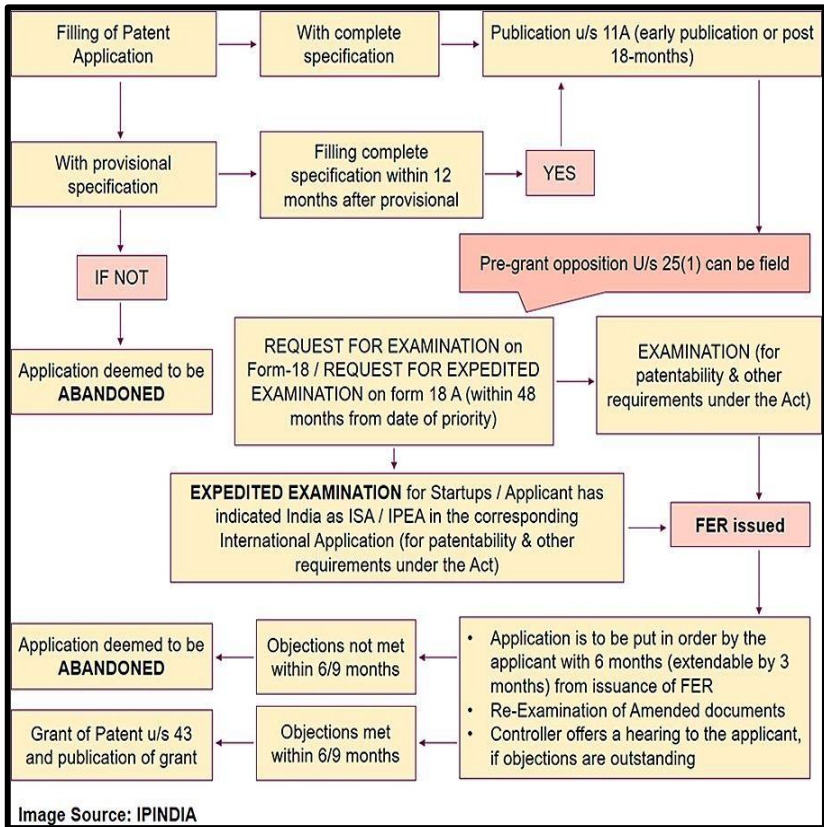 Filling of Patent
Application
With complete
specification
Publication u/s 11A (early publication or post
18-months)
With provisional
specification
Filling complete
specification within 12
months after provisional
YES
IF NOT
Pre-grant opposition U/s 25(1) can be field
Application deemed to be
ABANDONED
REQUEST FOR EXAMINATION on
Form-18 / REQUEST FOR EXPEDITED
EXAMINATION on form 18 A (within 48
months from date of priority)
EXAMINATION (for
patentability & other
requirements under the Act)
EXPEDITED EXAMINATION for Startups / Applicant has
indicated India as ISA / IPEA in the corresponding
International Application (for patentability & other
requirements under the Act)
FER issued
Application deemed to be
ABANDONED
Objections not met
within 6/9 months
• Application is to be put in order by the
applicant with 6 months (extendable by 3
months) from issuance of FER
• Re-Examination of Amended documents
• Controller offers a hearing to the applicant,
if objections are outstanding
Grant of Patent u/s 43
and publication of grant
Objections met
within 6/9 months
Image Source: IPINDIA